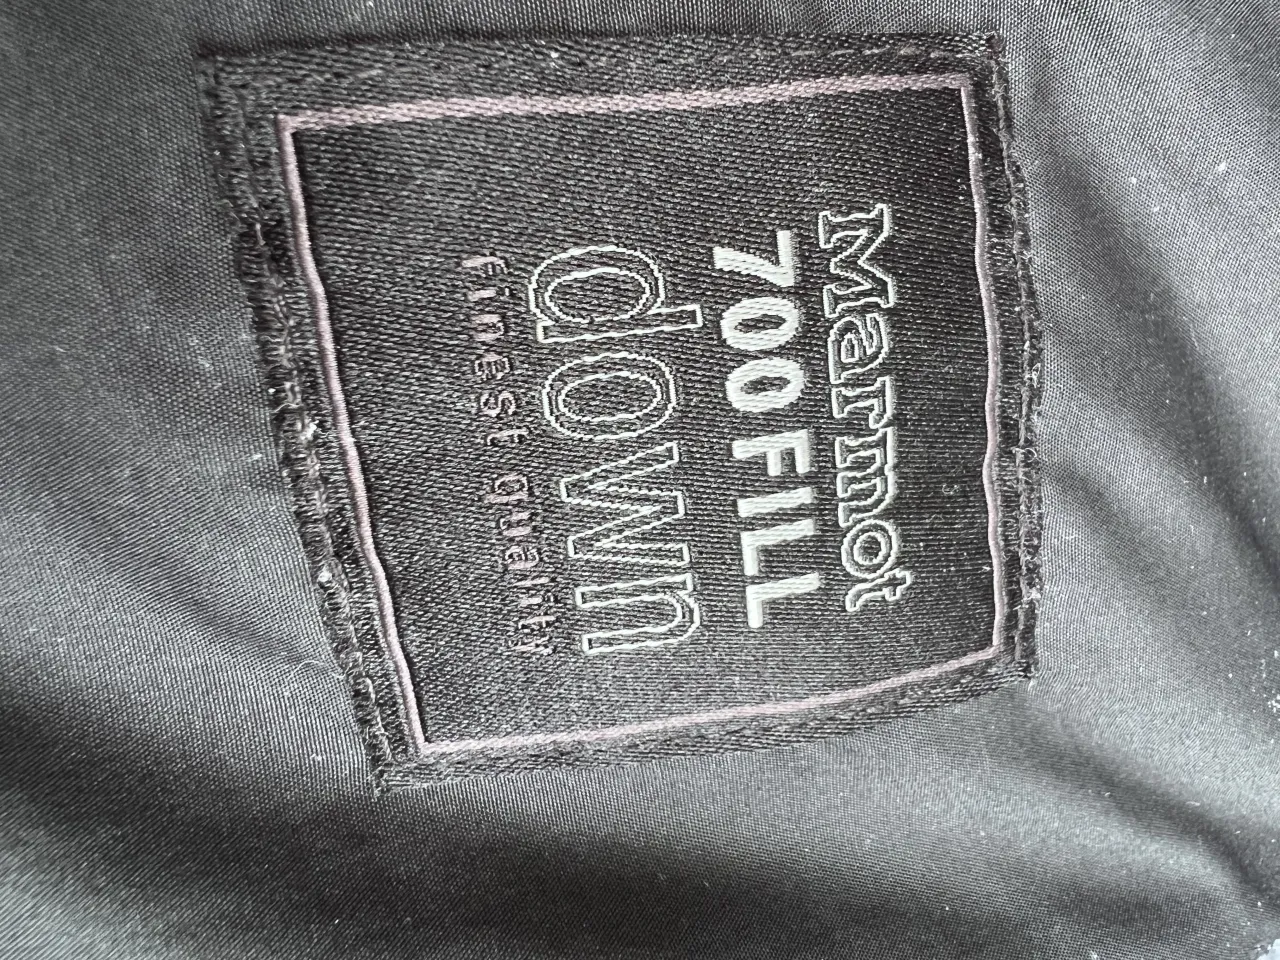 Marmot
700 FILL
down
Finest quality